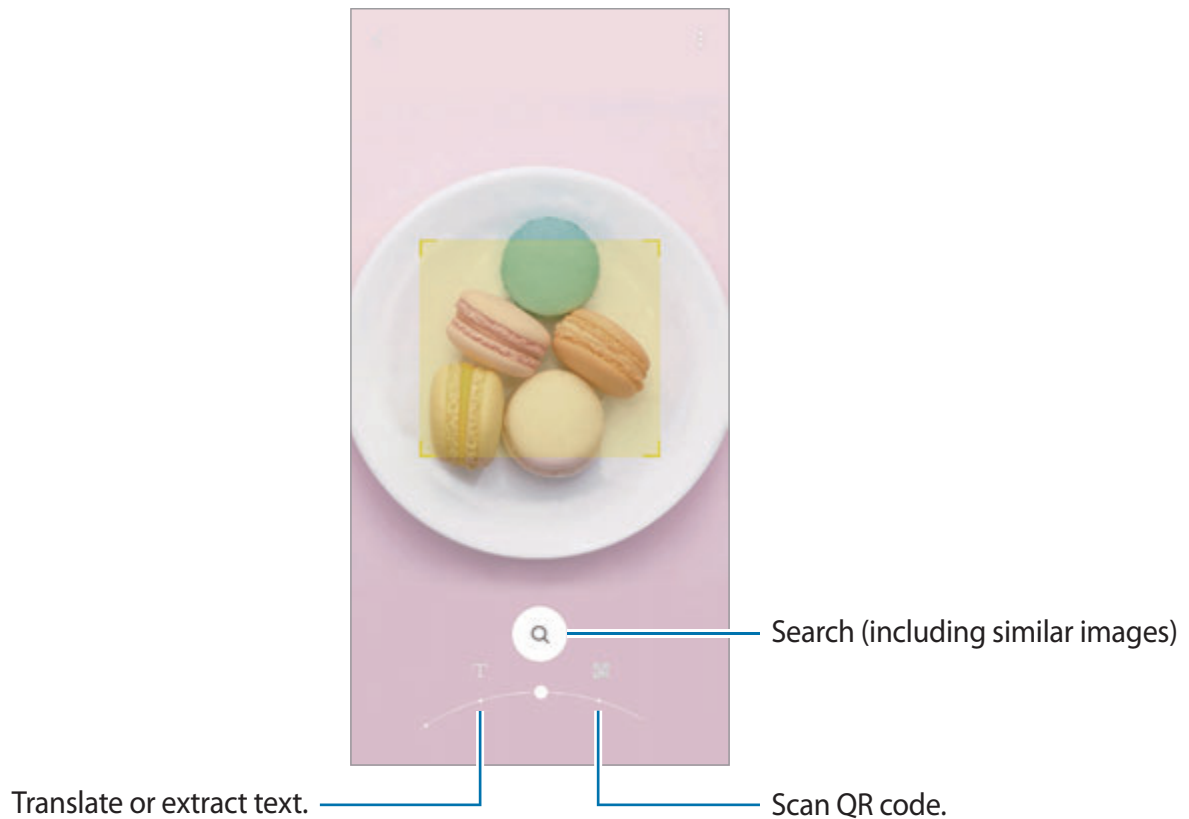 Search (including similar images)
T
Translate or extract text.
Scan QR code.